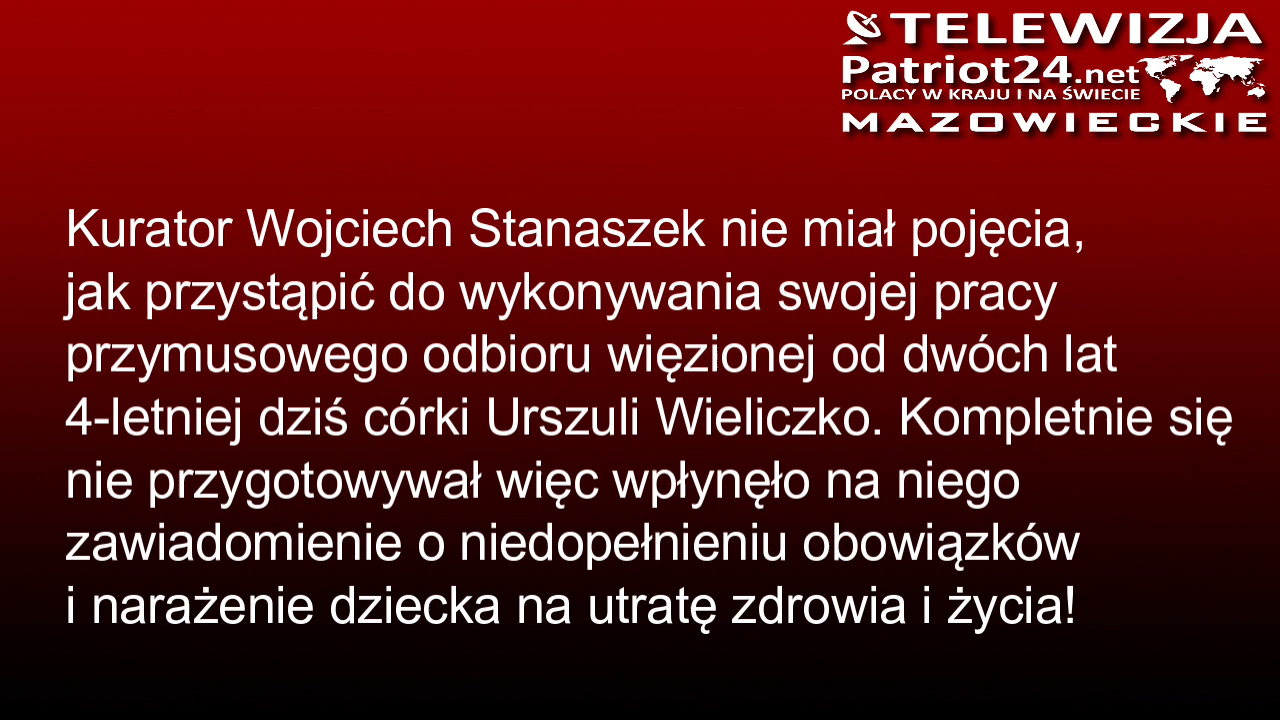 TELEWIZJA
Patriot24.net
POLACY W KRAJU I NA ŚWIECIE
MAZOWIECKIE
Kurator Wojciech Stanaszek nie miał pojęcia,
jak przystąpić do wykonywania swojej pracy
przymusowego odbioru więzionej od dwóch lat
4-letniej dziś córki Urszuli Wieliczko. Kompletnie się
nie przygotowywał więc wpłynęło na niego
zawiadomienie o niedopełnieniu obowiązków
i narażenie dziecka na utratę zdrowia i życia!